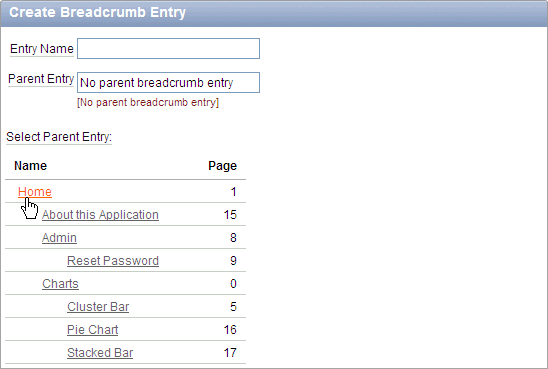 Create Breadcrumb Entry
Entry Name
Parent Entry No parent breadcrumb entry
[No parent breadcrumb entry]
Select Parent Entry:
Name Page
Home 1
About this Application 15
Admin 8
Reset Password 9
Charts 0
Cluster Bar 5
Pie Chart 16
Stacked Bar 17